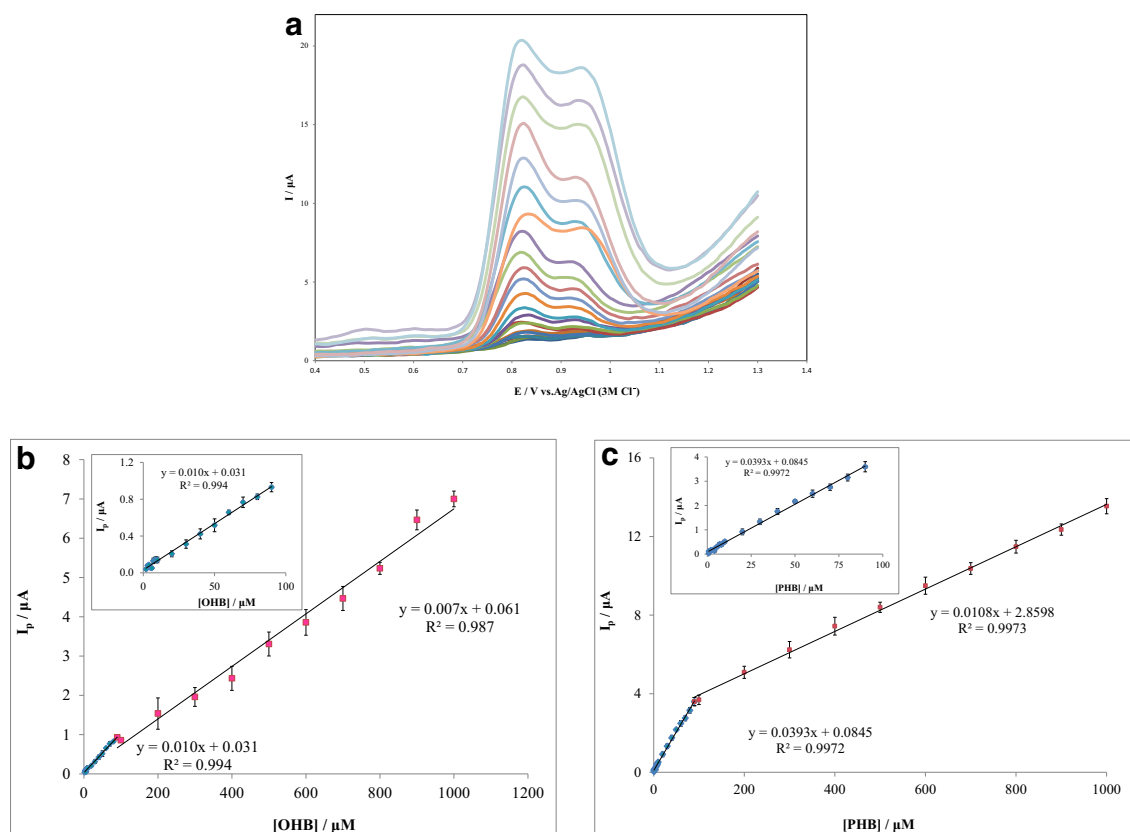 a
20
15
10
5
0
I / µA
0.4 0.5 0.6 0.7 0.8 0.9 1 1.1 1.2 1.3 1.4
E / V vs.Ag/AgCl (3M Cl⁻)
b
8
7
6
5
4
3
2
1
0
Iₚ / µA
0 200 400 600 800 1000 1200
[OHB] / µM
y = 0.007x + 0.061
R² = 0.987
y = 0.010x + 0.031
R² = 0.994
1.2
0.8
0.4
0.0
Iₚ / µA
y = 0.010x + 0.031
R² = 0.994
50 100
[OHB] / µM
c
16
12
8
4
0
Iₚ / µA
0 200 400 600 800 1000
[PHB] / µM
y = 0.0108x + 2.8598
R² = 0.9973
y = 0.0393x + 0.0845
R² = 0.9972
4
3
2
1
0
Iₚ / µA
y = 0.0393x + 0.0845
R² = 0.9972
0 25 50 75 100
[PHB] / µM